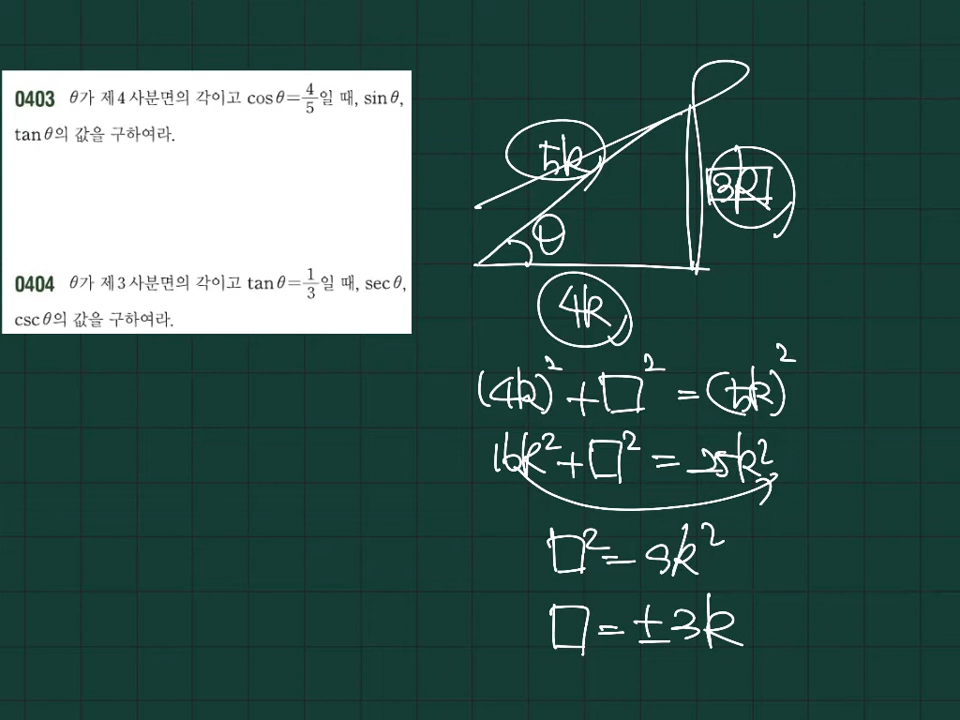 0403 θ가 제4사분면의 각이고 cosθ=4/5일 때, sinθ,
tanθ의 값을 구하여라.
0404 θ가 제3사분면의 각이고 tanθ=1/3일 때, secθ,
cscθ의 값을 구하여라.
5k
3k
θ
4k
(4k)²+□²=(5k)²
16k²+□²=25k²
□²=9k²
□=±3k